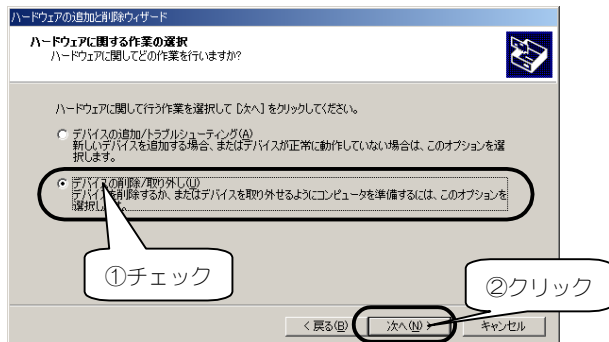 ハードウェアの追加と削除ウィザード
ハードウェアに関する作業の選択
ハードウェアに関してどの作業を行いますか?
ハードウェアに関して行う作業を選択して [次へ] をクリックしてください。
デバイスの追加/トラブルシューティング(A)
新しいデバイスを追加する場合、またはデバイスが正常に動作していない場合は、このオプションを選
択します。
デバイスの削除/取り外し(U)
デバイスを削除するか、またはデバイスを取り外せるようにコンピュータを準備するには、このオプションを
選択します。
①チェック
②クリック
< 戻る(B)
次へ(N) >
キャンセル